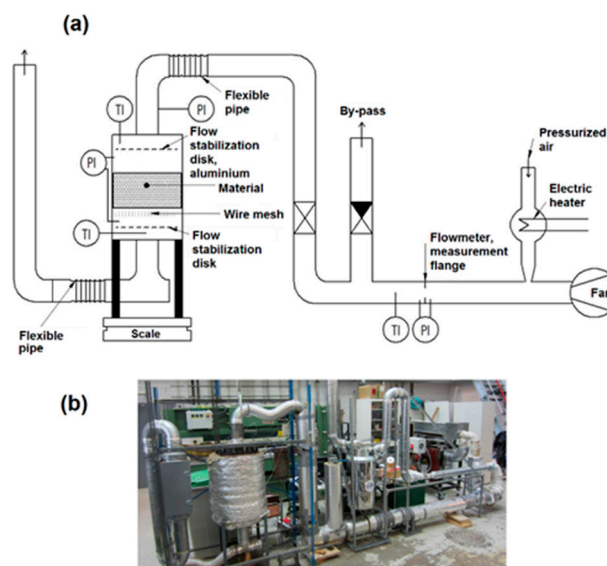 (a)
Flexible
pipe
TI
PI
By-pass
Pressurized
air
Flow
stabilization
disk, aluminium
PI
Material
Electric
heater
Wire mesh
TI
Flow
stabilization
disk
Flowmeter,
measurement
flange
Fan
Flexible
pipe
Scale
TI
PI
(b)